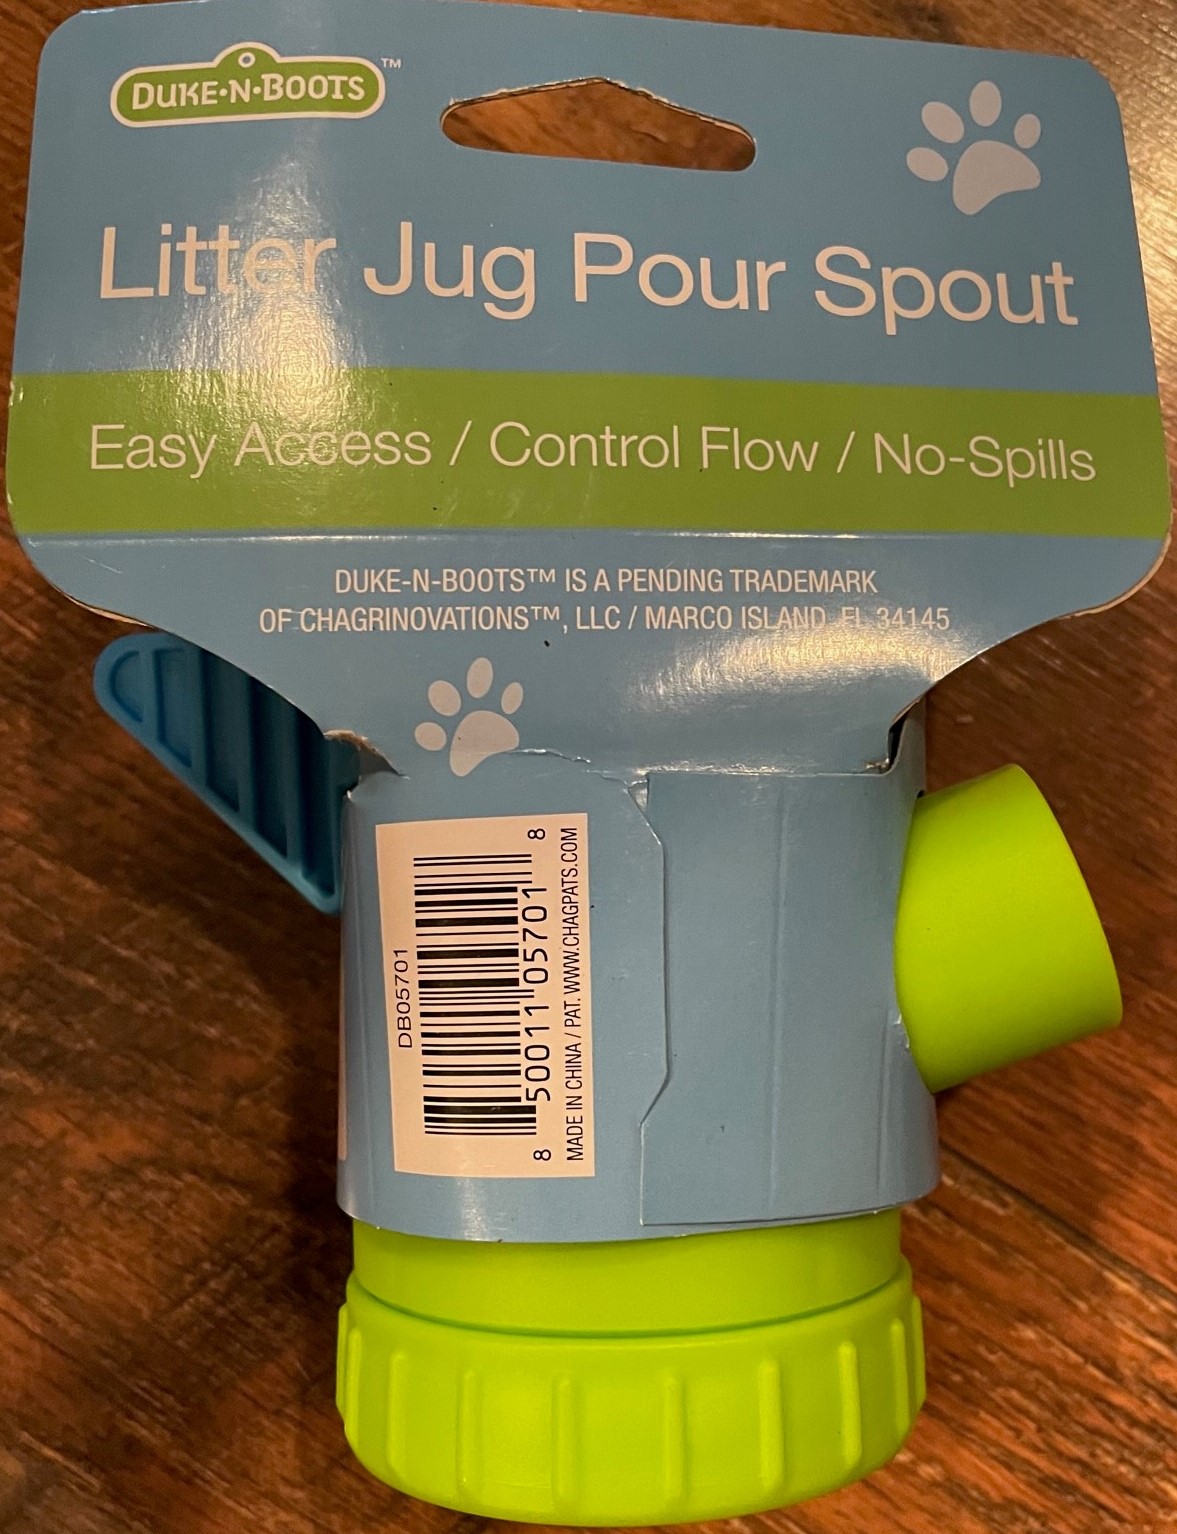 DUKE•N•BOOTS™
Litter Jug Pour Spout
Easy Access / Control Flow / No-Spills
DUKE-N-BOOTS™ IS A PENDING TRADEMARK
OF CHAGRINOVATIONS™, LLC / MARCO ISLAND, FL 34145
DB05701
8 50011 05701 8
MADE IN CHINA / PAT. WWW.CHAGPATS.COM